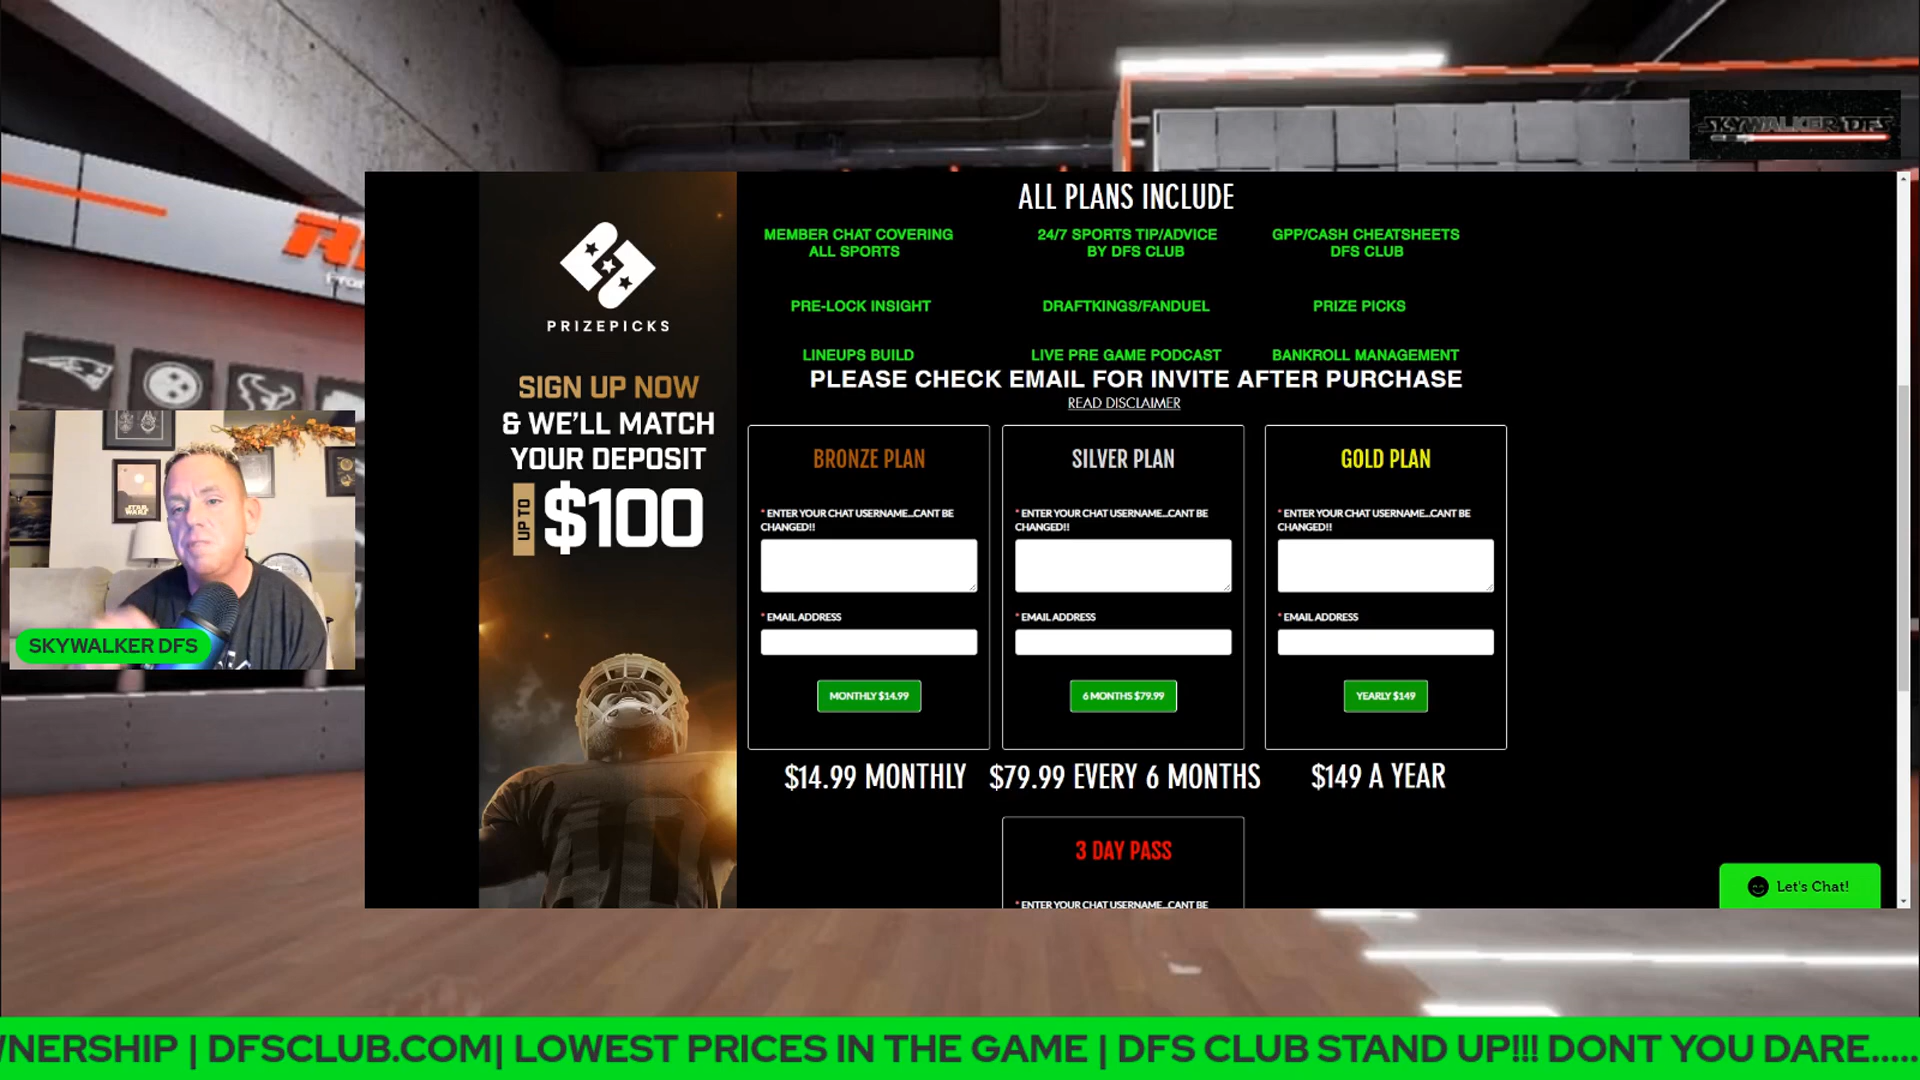 SKYWALKER DFS
ALL PLANS INCLUDE
MEMBER CHAT COVERING
ALL SPORTS
24/7 SPORTS TIP/ADVICE
BY DFS CLUB
GPP/CASH CHEATSHEETS
DFS CLUB
PRE-LOCK INSIGHT
DRAFTKINGS/FANDUEL
PRIZE PICKS
LINEUPS BUILD
LIVE PRE GAME PODCAST
BANKROLL MANAGEMENT
PLEASE CHECK EMAIL FOR INVITE AFTER PURCHASE
READ DISCLAIMER
PRIZEPICKS
SIGN UP NOW
& WE'LL MATCH
YOUR DEPOSIT
UP TO
$100
BRONZE PLAN
* ENTER YOUR CHAT USERNAME...CANT BE
CHANGED!!
* EMAIL ADDRESS
MONTHLY $14.99
$14.99 MONTHLY
SILVER PLAN
* ENTER YOUR CHAT USERNAME...CANT BE
CHANGED!!
* EMAIL ADDRESS
6 MONTHS $79.99
$79.99 EVERY 6 MONTHS
GOLD PLAN
* ENTER YOUR CHAT USERNAME...CANT BE
CHANGED!!
* EMAIL ADDRESS
YEARLY $149
$149 A YEAR
3 DAY PASS
* ENTER YOUR CHAT USERNAME...CANT BE
Let's Chat!
STAR
WARS
SKYWALKER DFS
WNERSHIP | DFSCLUB.COM| LOWEST PRICES IN THE GAME | DFS CLUB STAND UP!!! DONT YOU DARE.....